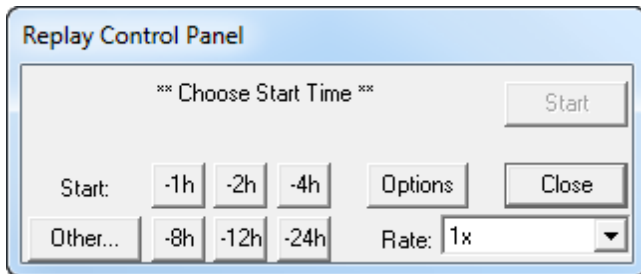 Replay Control Panel
** Choose Start Time **
Start
Start: -1h -2h -4h Options Close
Other... -8h -12h -24h Rate: 1x